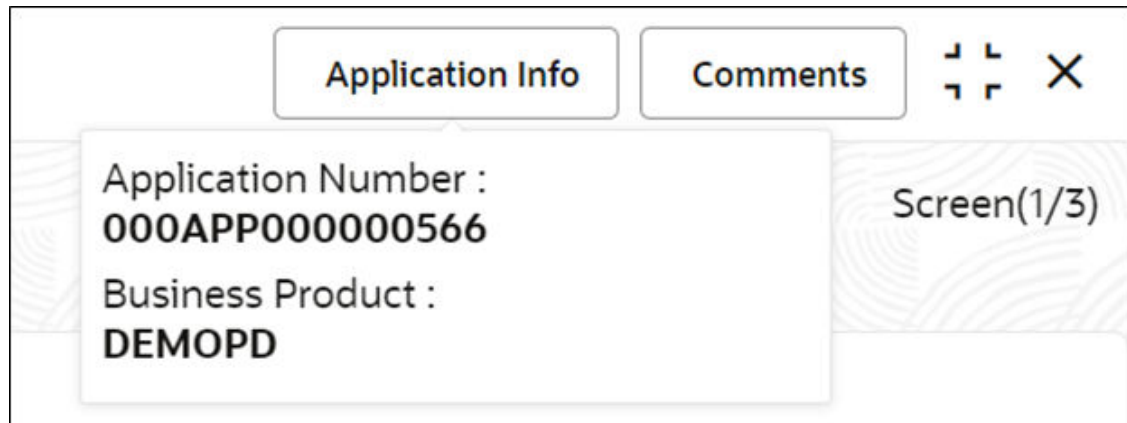 Application Info Comments
Application Number :
000APP000000566
Screen(1/3)
Business Product :
DEMOPD